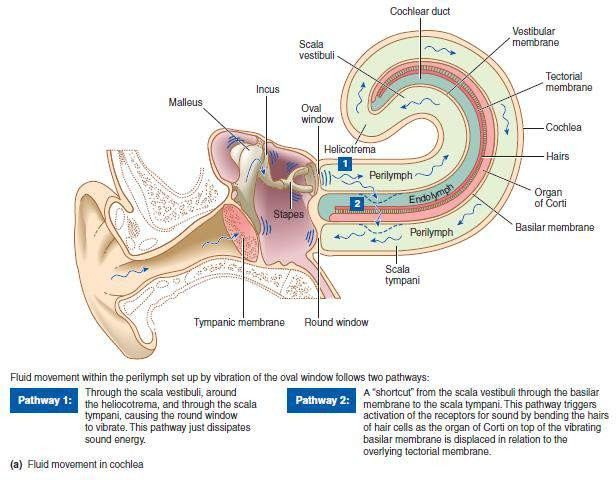 Cochlear duct
Vestibular
membrane
Scala
vestibuli
Tectorial
membrane
Incus
Malleus
Oval
window
Cochlea
Helicotrema
Hairs
1
Perilymph
Endolymph
2
Organ
of Corti
Stapes
Perilymph
Basilar membrane
Scala
tympani
Tympanic membrane
Round window
Fluid movement within the perilymph set up by vibration of the oval window follows two pathways:
Pathway 1:
Through the scala vestibuli, around
the heliocotrema, and through the scala
tympani, causing the round window
to vibrate. This pathway just dissipates
sound energy.
Pathway 2:
A “shortcut” from the scala vestibuli through the basilar
membrane to the scala tympani. This pathway triggers
activation of the receptors for sound by bending the hairs
of hair cells as the organ of Corti on top of the vibrating
basilar membrane is displaced in relation to the
overlying tectorial membrane.
(a) Fluid movement in cochlea